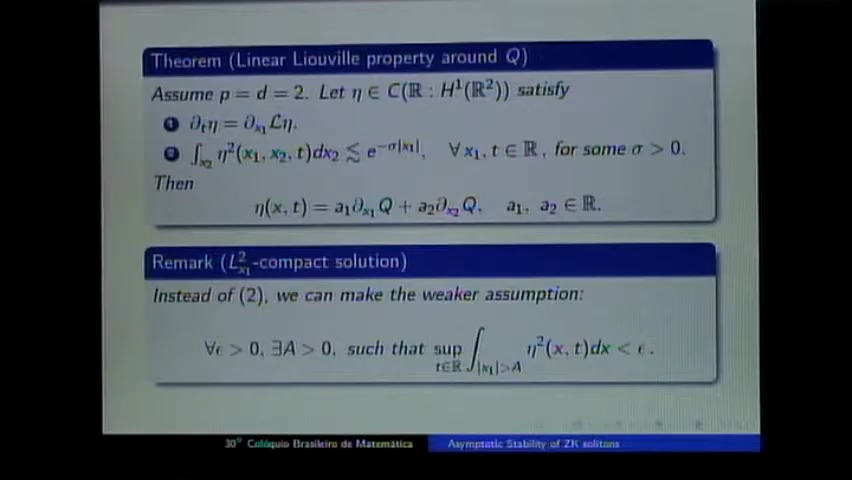 Theorem (Linear Liouville property around Q)
Assume p = d = 2. Let η ∈ C(ℝ : H¹(ℝ²)) satisfy
1 ∂ₜη = ∂ₓ₁ℒη.
2 ∫ₓ₂ η²(x₁, x₂, t)dx₂ ≲ e^{−σ|x₁|}, ∀x₁, t ∈ ℝ, for some σ > 0.
Then
η(x, t) = a₁∂ₓ₁Q + a₂∂ₓ₂Q, a₁, a₂ ∈ ℝ.
Remark (L²ₓ₁-compact solution)
Instead of (2), we can make the weaker assumption:
∀ε > 0, ∃A > 0, such that sup_{t∈ℝ} ∫_{|x₁|>A} η²(x, t)dx < ε.
30° Colóquio Brasileiro de Matemática Asymptotic Stability of ZK solitons